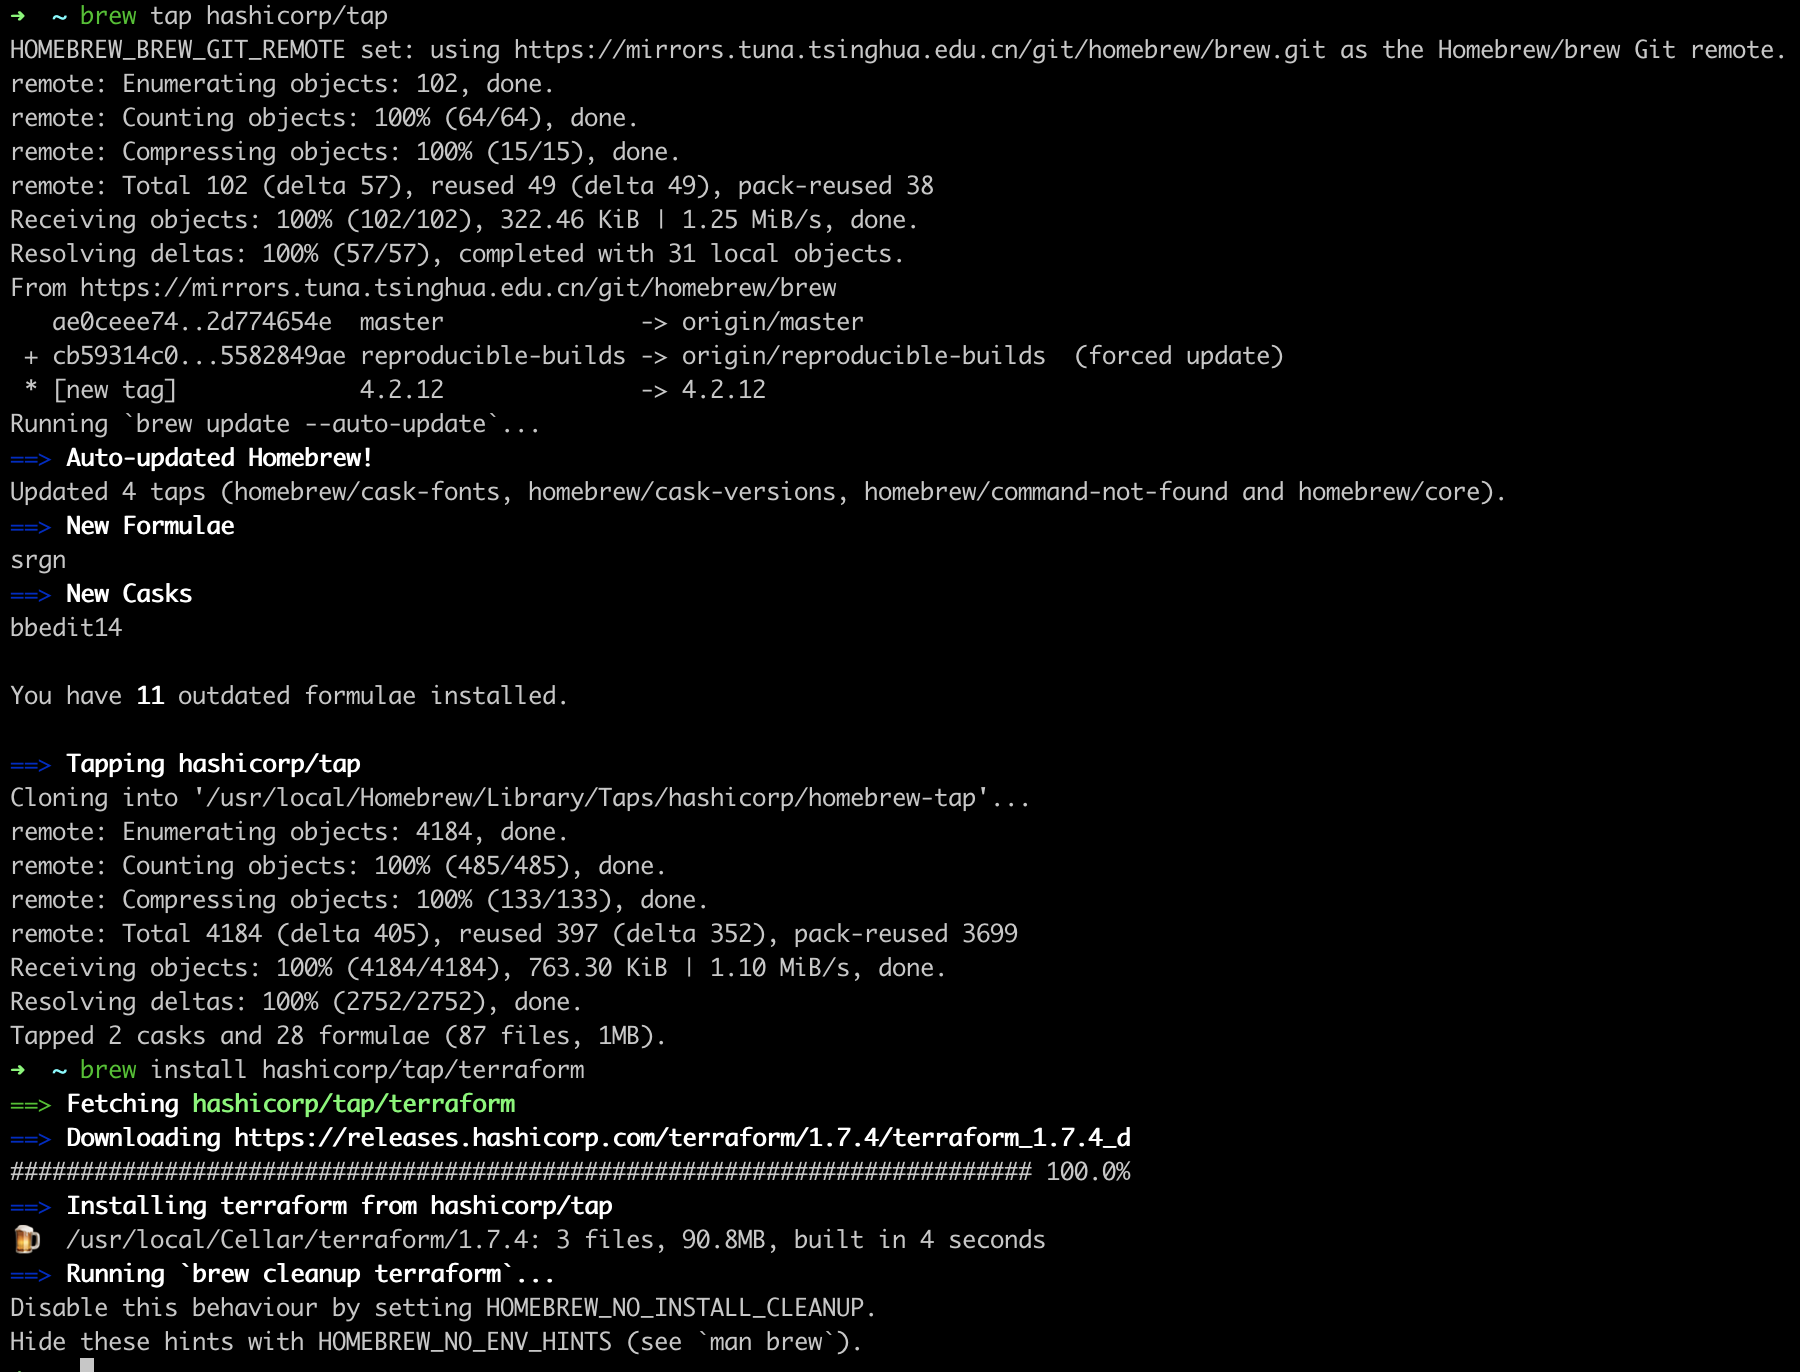 ➜  ~ brew tap hashicorp/tap
HOMEBREW_BREW_GIT_REMOTE set: using https://mirrors.tuna.tsinghua.edu.cn/git/homebrew/brew.git as the Homebrew/brew Git remote.
remote: Enumerating objects: 102, done.
remote: Counting objects: 100% (64/64), done.
remote: Compressing objects: 100% (15/15), done.
remote: Total 102 (delta 57), reused 49 (delta 49), pack-reused 38
Receiving objects: 100% (102/102), 322.46 KiB | 1.25 MiB/s, done.
Resolving deltas: 100% (57/57), completed with 31 local objects.
From https://mirrors.tuna.tsinghua.edu.cn/git/homebrew/brew
   ae0ceee74..2d774654e  master              -> origin/master
 + cb59314c0...5582849ae reproducible-builds -> origin/reproducible-builds  (forced update)
 * [new tag]             4.2.12              -> 4.2.12
Running `brew update --auto-update`...
==> Auto-updated Homebrew!
Updated 4 taps (homebrew/cask-fonts, homebrew/cask-versions, homebrew/command-not-found and homebrew/core).
==> New Formulae
srgn
==> New Casks
bbedit14
You have 11 outdated formulae installed.
==> Tapping hashicorp/tap
Cloning into '/usr/local/Homebrew/Library/Taps/hashicorp/homebrew-tap'...
remote: Enumerating objects: 4184, done.
remote: Counting objects: 100% (485/485), done.
remote: Compressing objects: 100% (133/133), done.
remote: Total 4184 (delta 405), reused 397 (delta 352), pack-reused 3699
Receiving objects: 100% (4184/4184), 763.30 KiB | 1.10 MiB/s, done.
Resolving deltas: 100% (2752/2752), done.
Tapped 2 casks and 28 formulae (87 files, 1MB).
➜  ~ brew install hashicorp/tap/terraform
==> Fetching hashicorp/tap/terraform
==> Downloading https://releases.hashicorp.com/terraform/1.7.4/terraform_1.7.4_d
######################################################################### 100.0%
==> Installing terraform from hashicorp/tap
🍺  /usr/local/Cellar/terraform/1.7.4: 3 files, 90.8MB, built in 4 seconds
==> Running `brew cleanup terraform`...
Disable this behaviour by setting HOMEBREW_NO_INSTALL_CLEANUP.
Hide these hints with HOMEBREW_NO_ENV_HINTS (see `man brew`).